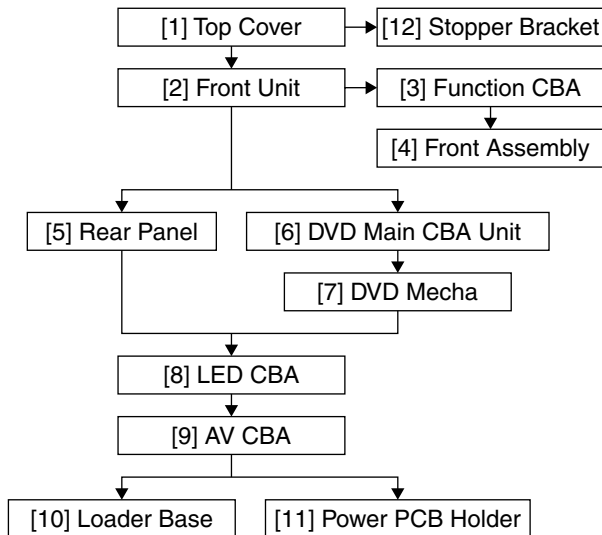 [1] Top Cover
[12] Stopper Bracket
[2] Front Unit
[3] Function CBA
[4] Front Assembly
[5] Rear Panel
[6] DVD Main CBA Unit
[7] DVD Mecha
[8] LED CBA
[9] AV CBA
[10] Loader Base
[11] Power PCB Holder